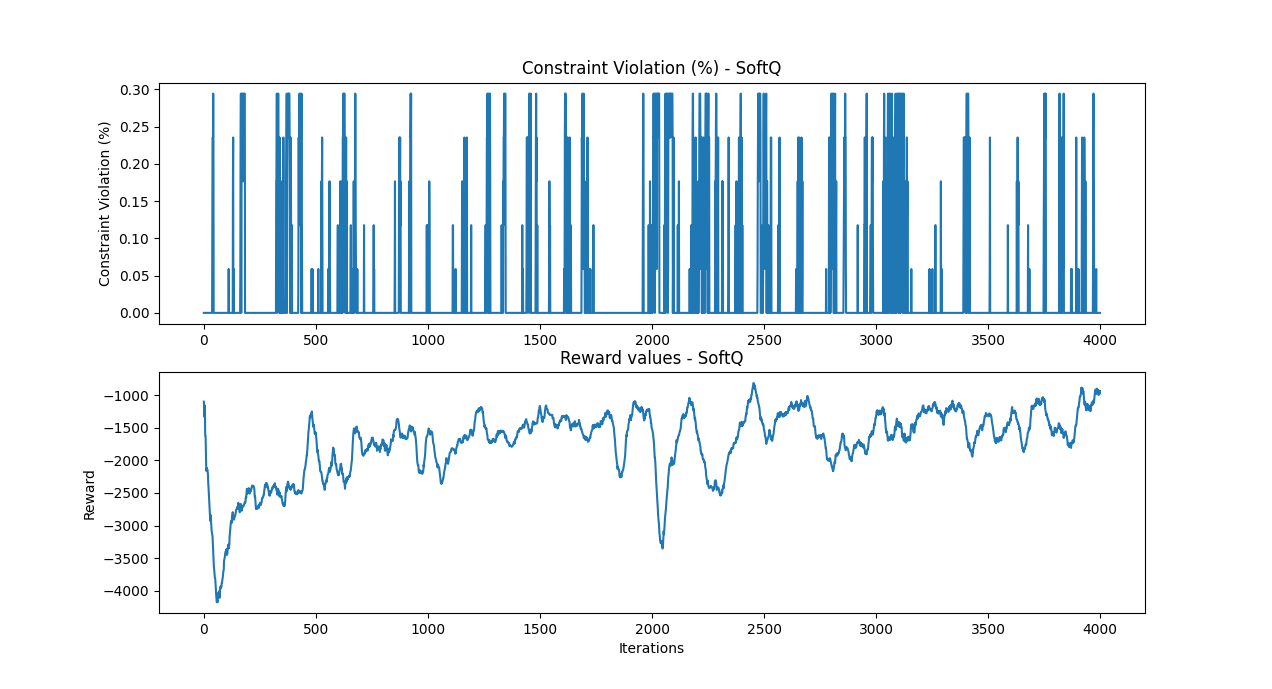 Constraint Violation (%) - SoftQ
Constraint Violation (%)
0.30
0.25
0.20
0.15
0.10
0.05
0.00
0 500 1000 1500 2000 2500 3000 3500 4000
Reward values - SoftQ
Reward
−1000
−1500
−2000
−2500
−3000
−3500
−4000
0 500 1000 1500 2000 2500 3000 3500 4000
Iterations